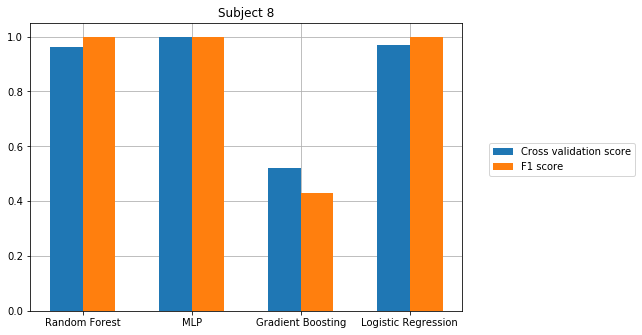 Subject 8
1.0
0.8
0.6
0.4
0.2
0.0
Random Forest
MLP
Gradient Boosting
Logistic Regression
Cross validation score
F1 score